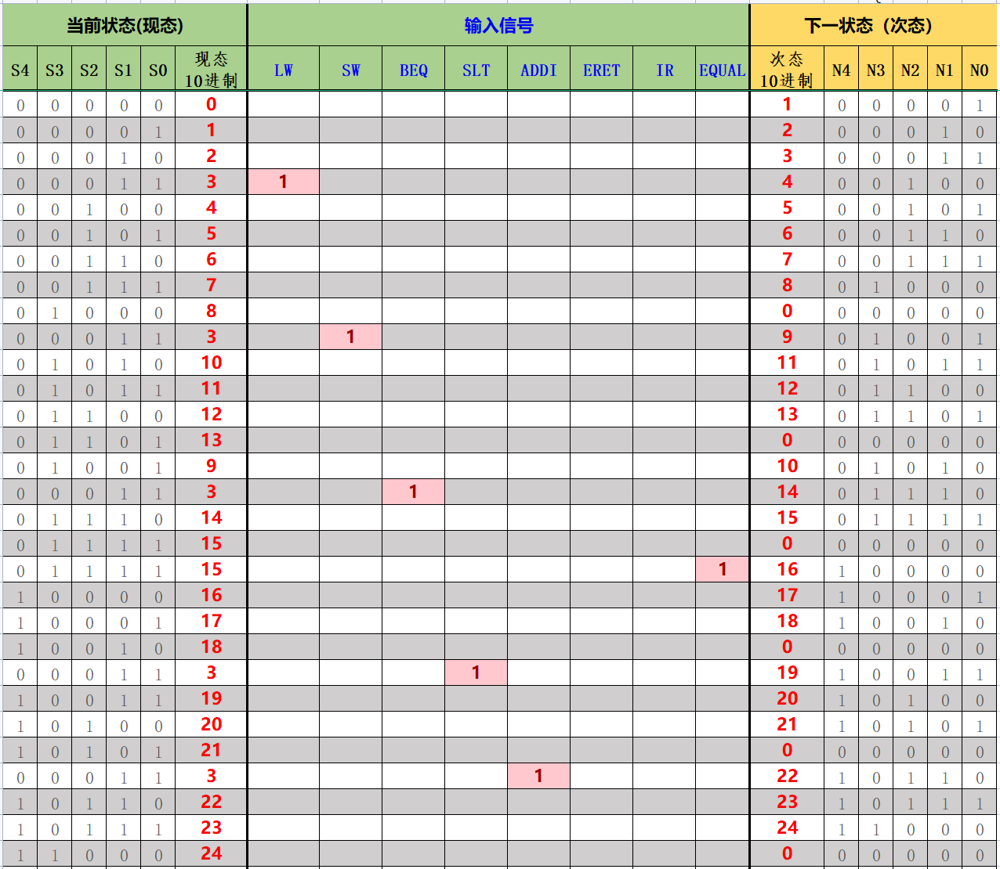 当前状态(现态) 输入信号 下一状态（次态）
S4 S3 S2 S1 S0 现态 10进制 LW SW BEQ SLT ADDI ERET IR EQUAL 次态 10进制 N4 N3 N2 N1 N0
0 0 0 0 0 0 1 0 0 0 0 1
0 0 0 0 1 1 2 0 0 0 1 0
0 0 0 1 0 2 3 0 0 0 1 1
0 0 0 1 1 3 1 4 0 0 1 0 0
0 0 1 0 0 4 5 0 0 1 0 1
0 0 1 0 1 5 6 0 0 1 1 0
0 0 1 1 0 6 7 0 0 1 1 1
0 0 1 1 1 7 8 0 1 0 0 0
0 1 0 0 0 8 0 0 0 0 0 0
0 0 0 1 1 3 1 9 0 1 0 0 1
0 1 0 1 0 10 11 0 1 0 1 1
0 1 0 1 1 11 12 0 1 1 0 0
0 1 1 0 0 12 13 0 1 1 0 1
0 1 1 0 1 13 0 0 0 0 0 0
0 1 0 0 1 9 10 0 1 0 1 0
0 0 0 1 1 3 1 14 0 1 1 1 0
0 1 1 1 0 14 15 0 1 1 1 1
0 1 1 1 1 15 0 0 0 0 0 0
0 1 1 1 1 15 1 16 1 0 0 0 0
1 0 0 0 0 16 17 1 0 0 0 1
1 0 0 0 1 17 18 1 0 0 1 0
1 0 0 1 0 18 0 0 0 0 0 0
0 0 0 1 1 3 1 19 1 0 0 1 1
1 0 0 1 1 19 20 1 0 1 0 0
1 0 1 0 0 20 21 1 0 1 0 1
1 0 1 0 1 21 0 0 0 0 0 0
0 0 0 1 1 3 1 22 1 0 1 1 0
1 0 1 1 0 22 23 1 0 1 1 1
1 0 1 1 1 23 24 1 1 0 0 0
1 1 0 0 0 24 0 0 0 0 0 0